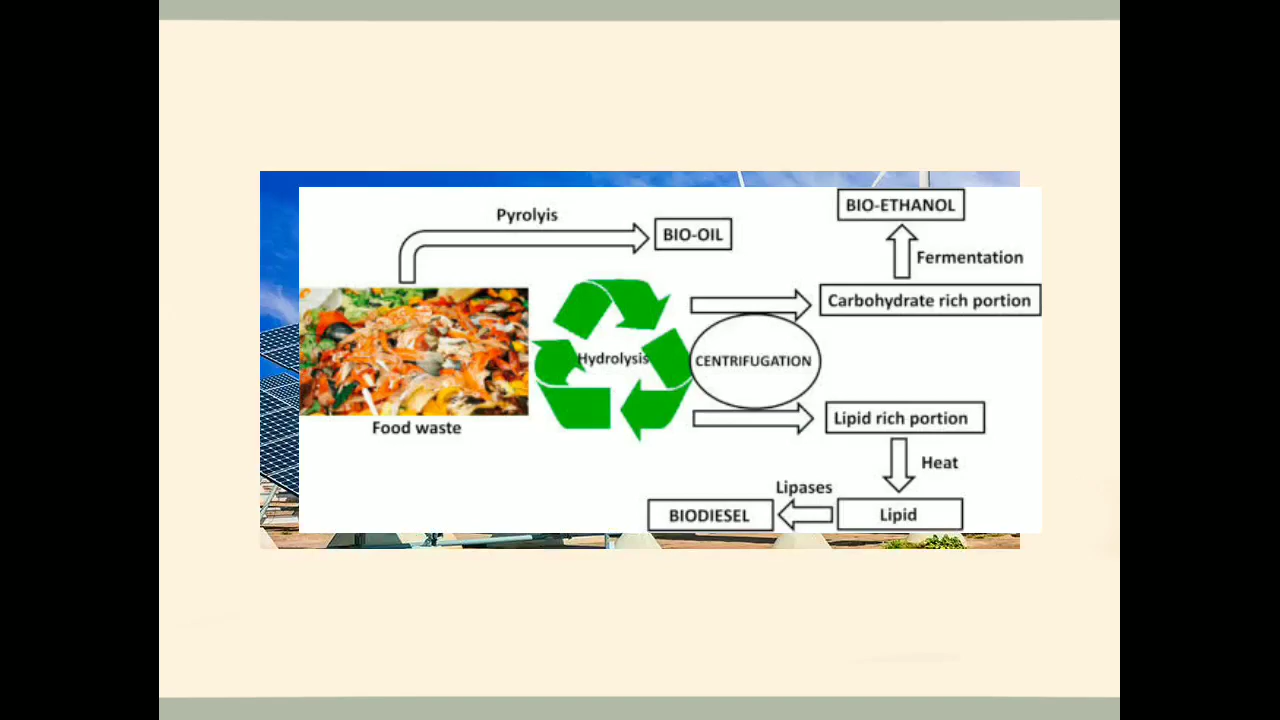 BIO-ETHANOL
Pyrolyis
BIO-OIL
Fermentation
Carbohydrate rich portion
Hydrolysis
CENTRIFUGATION
Food waste
Lipid rich portion
Heat
Lipases
BIODIESEL
Lipid